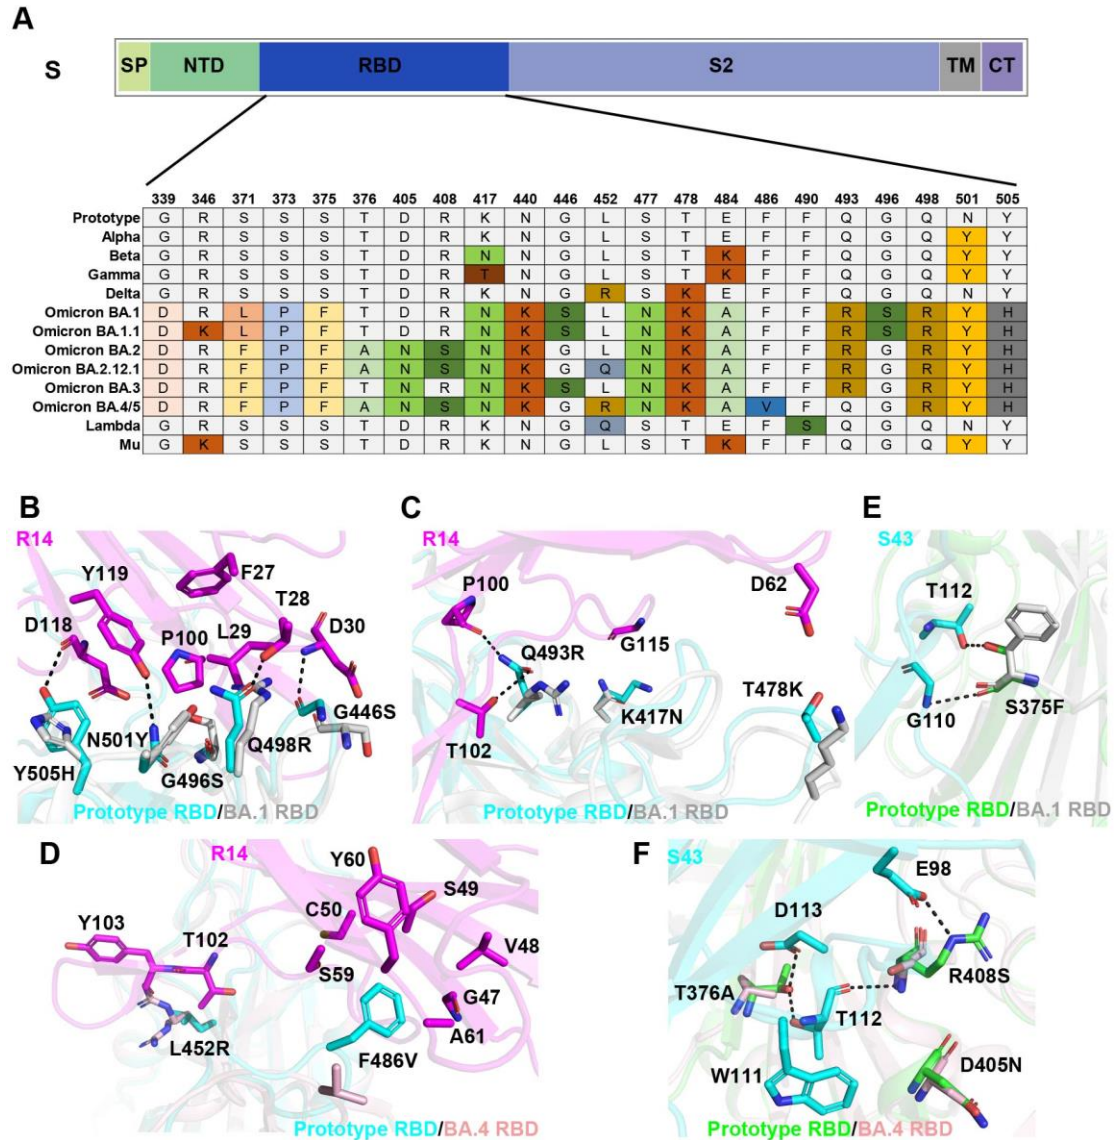 A
S SP NTD RBD S2 TM CT
339 346 371 373 375 376 405 408 417 440 446 452 477 478 484 486 490 493 496 498 501 505
Prototype G R S S S T D R K N G L S T E F F Q G Q N Y
Alpha G R S S S T D R K N G L S T E F F Q G Q Y Y
Beta G R S S S T D R N N G L S T K F F Q G Q Y Y
Gamma G R S S S T D R T N G L S T K F F Q G Q Y Y
Delta G R S S S T D R K N G R S K E F F Q G Q N Y
Omicron BA.1 D R L P F T D R N K S L N K A F F R S R Y H
Omicron BA.1.1 D K L P F T D R N K S L N K A F F R S R Y H
Omicron BA.2 D R F P F A N S N K G L N K A F F R G R Y H
Omicron BA.2.12.1 D R F P F A N S N K G Q N K A F F R G R Y H
Omicron BA.3 D R F P F T N R N K S L N K A F F R G R Y H
Omicron BA.4/5 D R F P F A N S N K G R N K A V F Q G R Y H
Lambda G R S S S T D R K N G Q S T E F S Q G Q N Y
Mu G K S S S T D R K N G L S T K F F Q G Q Y Y
B
R14
Y119
F27
T28
D118
P100
L29
D30
G446S
N501Y
Q498R
Y505H
G496S
Prototype RBD/BA.1 RBD
C
R14
P100
D62
Q493R
G115
T478K
K417N
T102
Prototype RBD/BA.1 RBD
E
S43
T112
G110
S375F
Prototype RBD/BA.1 RBD
D
R14
Y60
S49
C50
Y103
T102
V48
S59
G47
A61
L452R
F486V
Prototype RBD/BA.4 RBD
F
S43
E98
D113
R408S
T376A
T112
D405N
W111
Prototype RBD/BA.4 RBD